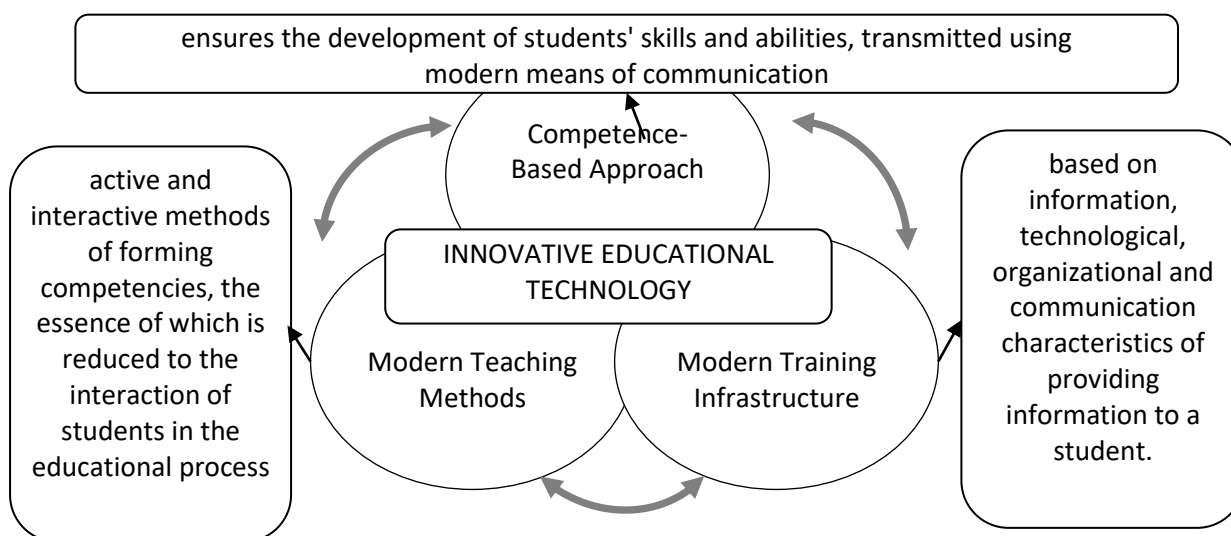 ensures the development of students' skills and abilities, transmitted using
modern means of communication
Competence-
Based Approach
active and
interactive methods
of forming
competencies, the
essence of which is
reduced to the
interaction of
students in the
educational process
INNOVATIVE EDUCATIONAL
TECHNOLOGY
Modern Teaching
Methods
Modern Training
Infrastructure
based on
information,
technological,
organizational and
communication
characteristics of
providing
information to a
student.